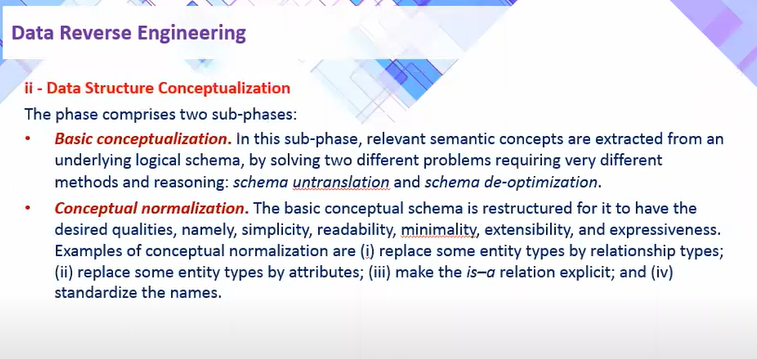 Data Reverse Engineering
ii - Data Structure Conceptualization
The phase comprises two sub-phases:
• Basic conceptualization. In this sub-phase, relevant semantic concepts are extracted from an
underlying logical schema, by solving two different problems requiring very different
methods and reasoning: schema untranslation and schema de-optimization.
• Conceptual normalization. The basic conceptual schema is restructured for it to have the
desired qualities, namely, simplicity, readability, minimality, extensibility, and expressiveness.
Examples of conceptual normalization are (i) replace some entity types by relationship types;
(ii) replace some entity types by attributes; (iii) make the is–a relation explicit; and (iv)
standardize the names.